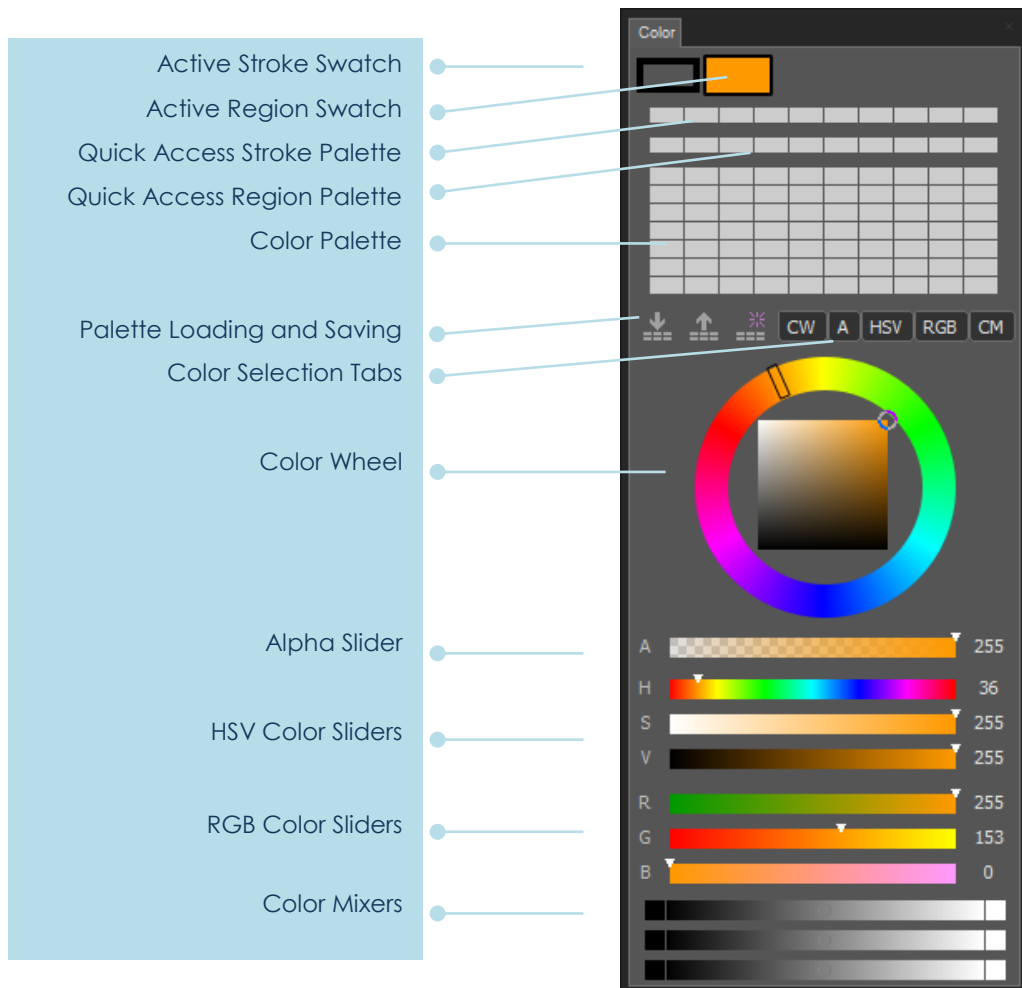 Color
Active Stroke Swatch
Active Region Swatch
Quick Access Stroke Palette
Quick Access Region Palette
Color Palette
Palette Loading and Saving
CW A HSV RGB CM
Color Selection Tabs
Color Wheel
Alpha Slider
A 255
H 36
S 255
HSV Color Sliders
V 255
R 255
RGB Color Sliders
G 153
B 0
Color Mixers